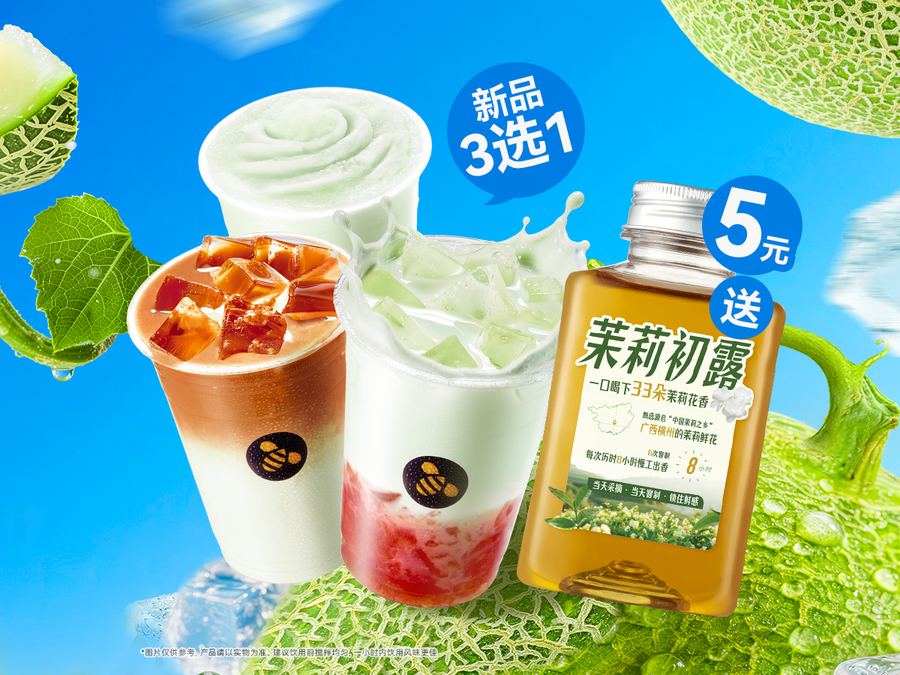 新品
3选1
5元
送
茉莉初露
一口喝下33朵茉莉花香
甄选源自“中国茉莉之乡”
广西横州的茉莉鲜花
6次窨制
每次历时8小时慢工出香
8小时
当天采摘·当天窨制·锁住鲜感
*图片仅供参考，产品请以实物为准。建议饮用前搅拌均匀，一小时内饮用风味更佳